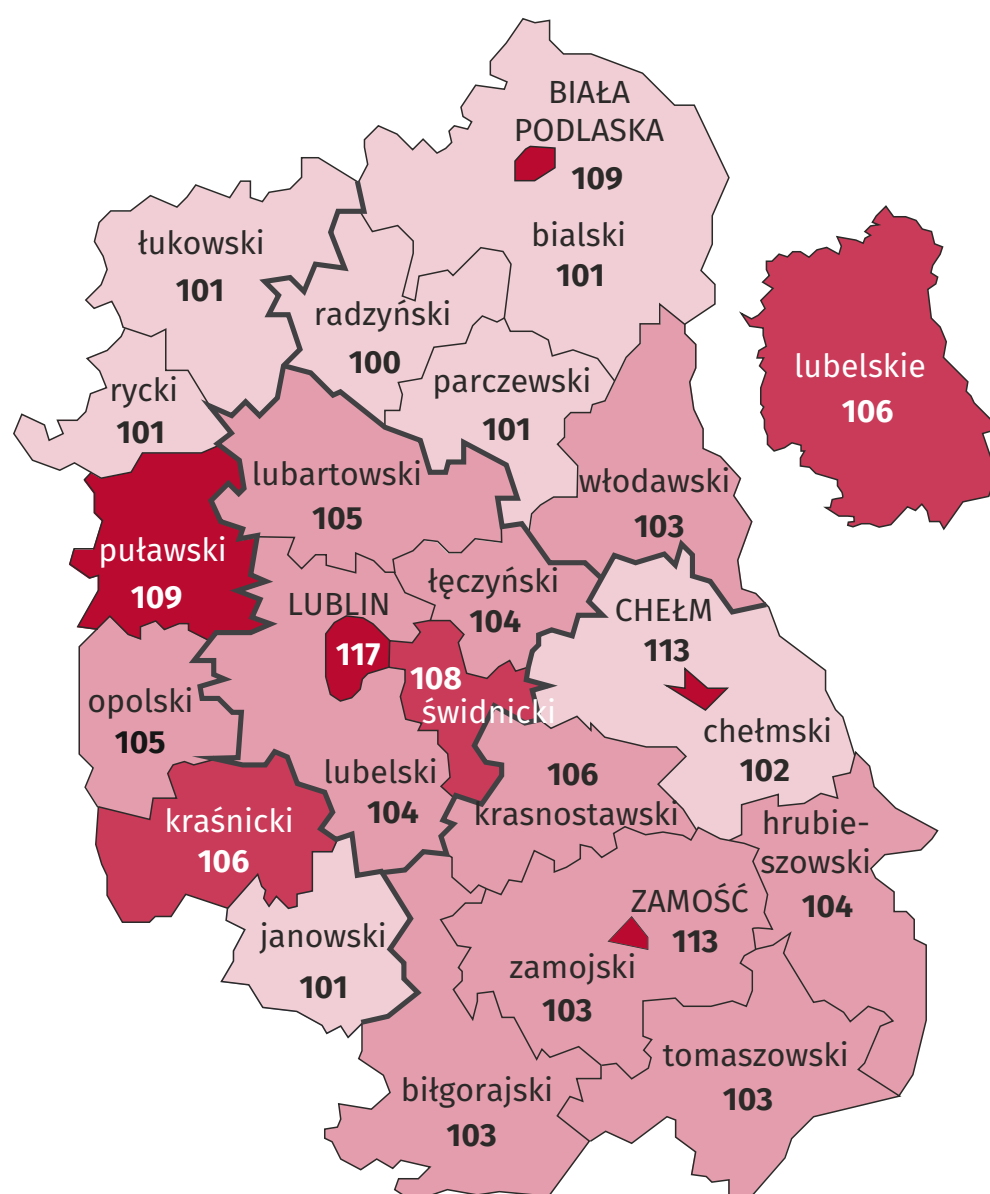 BIAŁA
PODLASKA
109
bialski
101
łukowski
101
radzyński
100
lubelskie
106
rycki
101
parczewski
101
lubartowski
105
włodawski
103
puławski
109
łęczyński
104
LUBLIN
117
CHEŁM
113
108
świdnicki
opolski
105
chełmski
102
lubelski
104
106
krasnostawski
kraśnicki
106
hrubie-
szowski
104
ZAMOŚĆ
113
janowski
101
zamojski
103
tomaszowski
103
biłgorajski
103